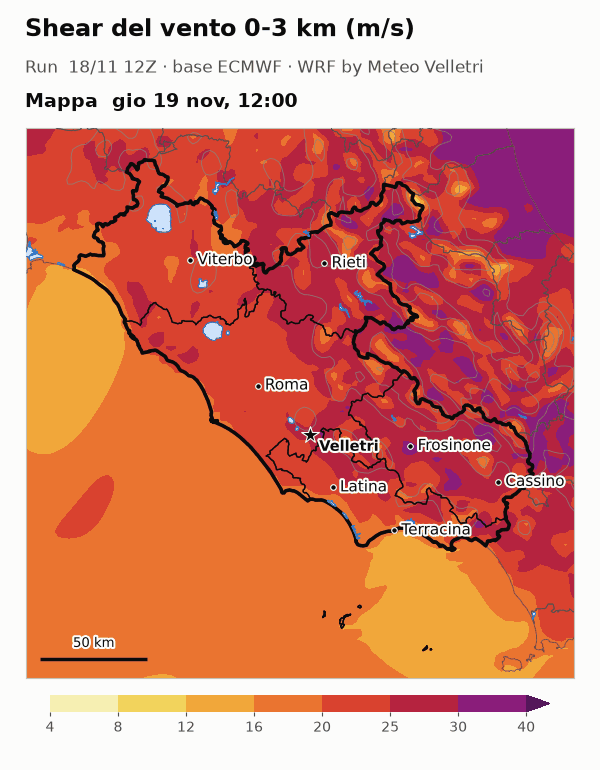 Shear del vento 0-3 km (m/s)
Run  18/11 12Z · base ECMWF · WRF by Meteo Velletri
Mappa  gio 19 nov, 12:00
Viterbo
Rieti
Roma
Velletri
Frosinone
Cassino
Latina
Terracina
50 km
4 8 12 16 20 25 30 40